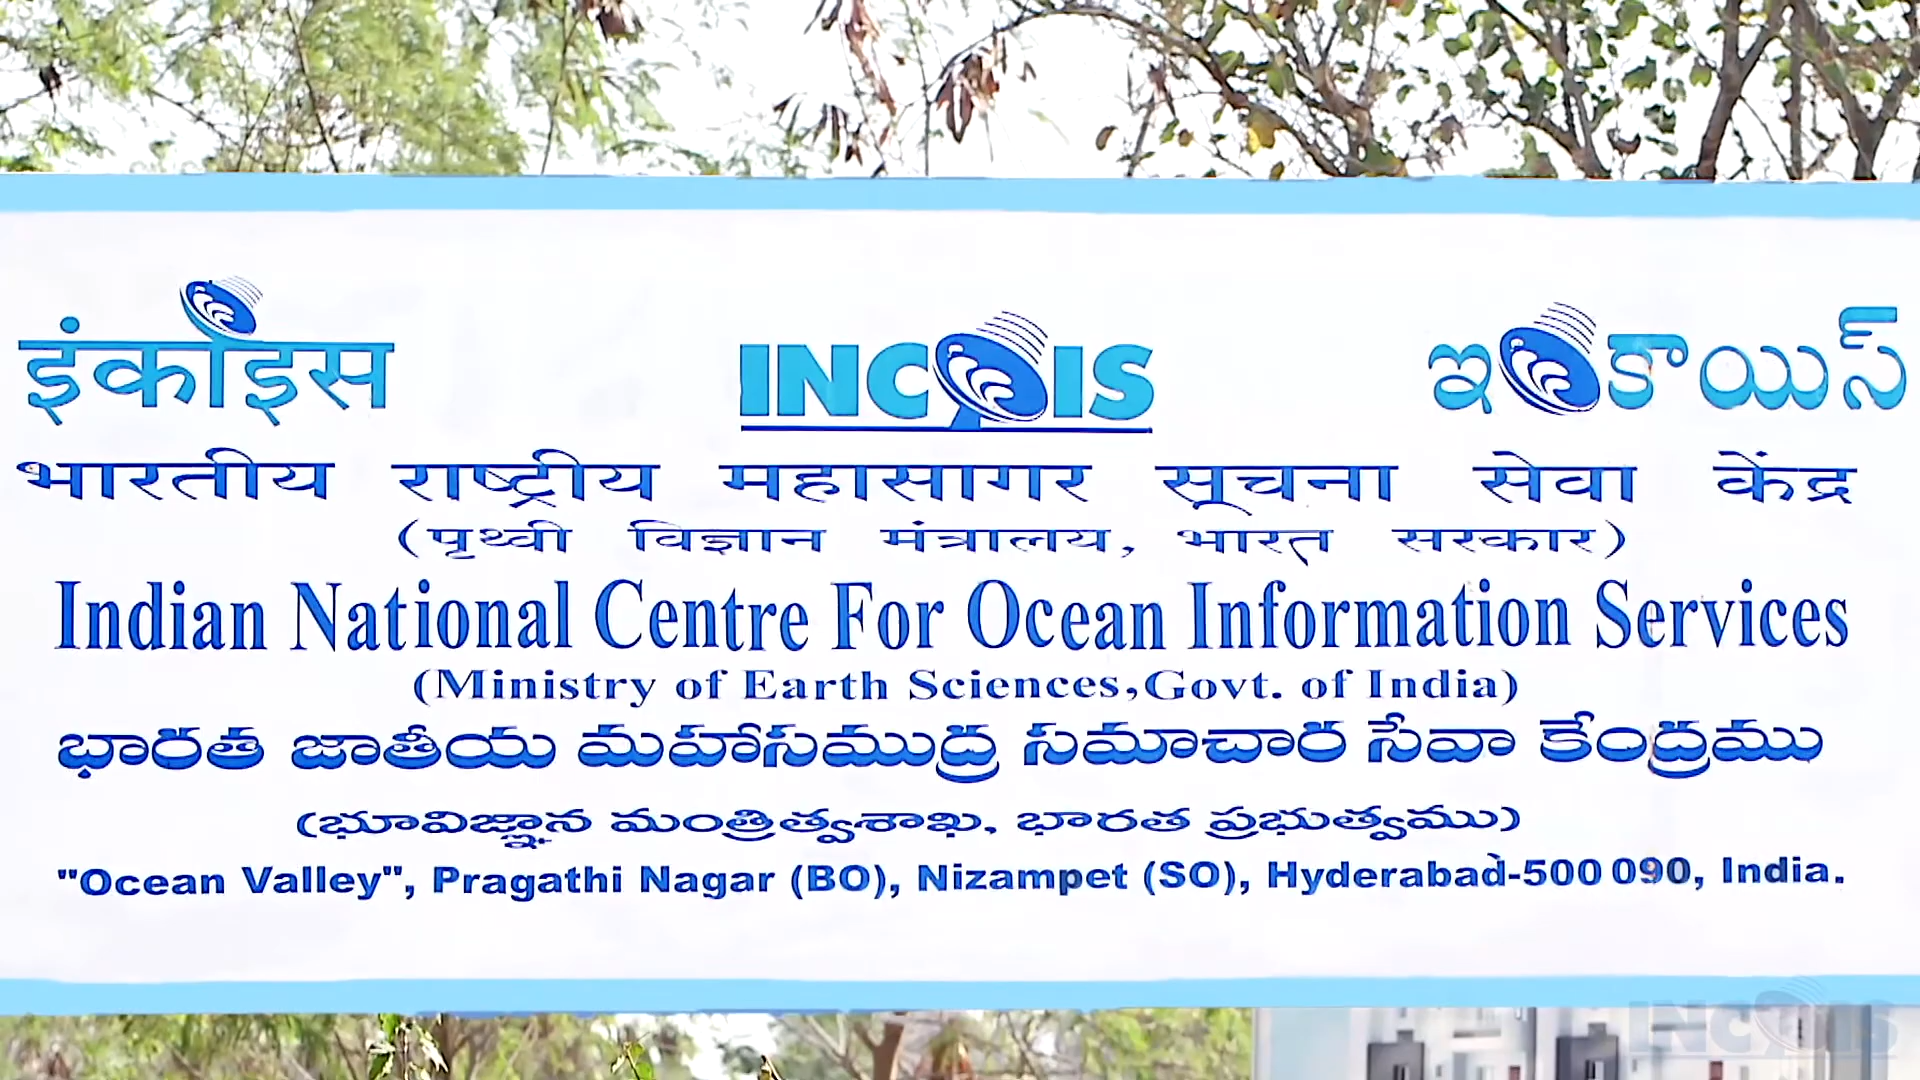 इंकॉइस INCOIS ఇంకాయిస్
भारतीय राष्ट्रीय महासागर सूचना सेवा केंद्र
(पृथ्वी विज्ञान मंत्रालय, भारत सरकार)
Indian National Centre For Ocean Information Services
(Ministry of Earth Sciences,Govt. of India)
భారత జాతీయ మహాసముద్ర సమాచార సేవా కేంద్రము
(భూవిజ్ఞాన మంత్రిత్వశాఖ, భారత ప్రభుత్వము)
"Ocean Valley", Pragathi Nagar (BO), Nizampet (SO), Hyderabad-500 090, India.
INCOIS